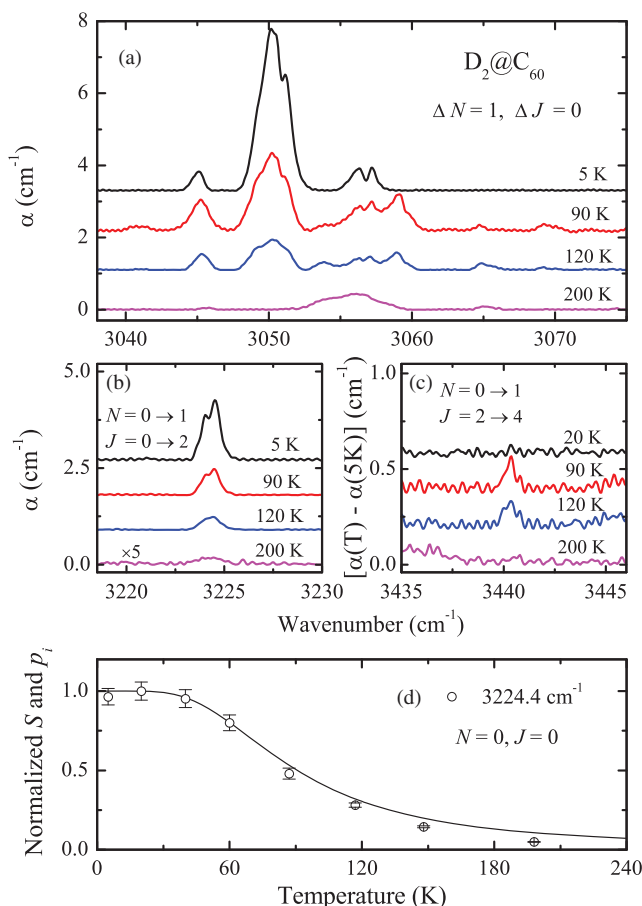 (a)
D₂@C₆₀
Δ N = 1, Δ J = 0
α (cm⁻¹)
8
6
4
2
0
5 K
90 K
120 K
200 K
3040 3050 3060 3070
(b)
N = 0 → 1
J = 0 → 2
α (cm⁻¹)
5.0
2.5
0.0
5 K
90 K
120 K
×5 200 K
3220 3225 3230
(c)
N = 0 → 1
J = 2 → 4
[α(T) - α(5K)] (cm⁻¹)
1.0
0.5
0.0
20 K
90 K
120 K
200 K
3435 3440 3445
Wavenumber (cm⁻¹)
(d) 3224.4 cm⁻¹
N = 0, J = 0
Normalized S and pᵢ
1.0
0.5
0.0
0 60 120 180 240
Temperature (K)